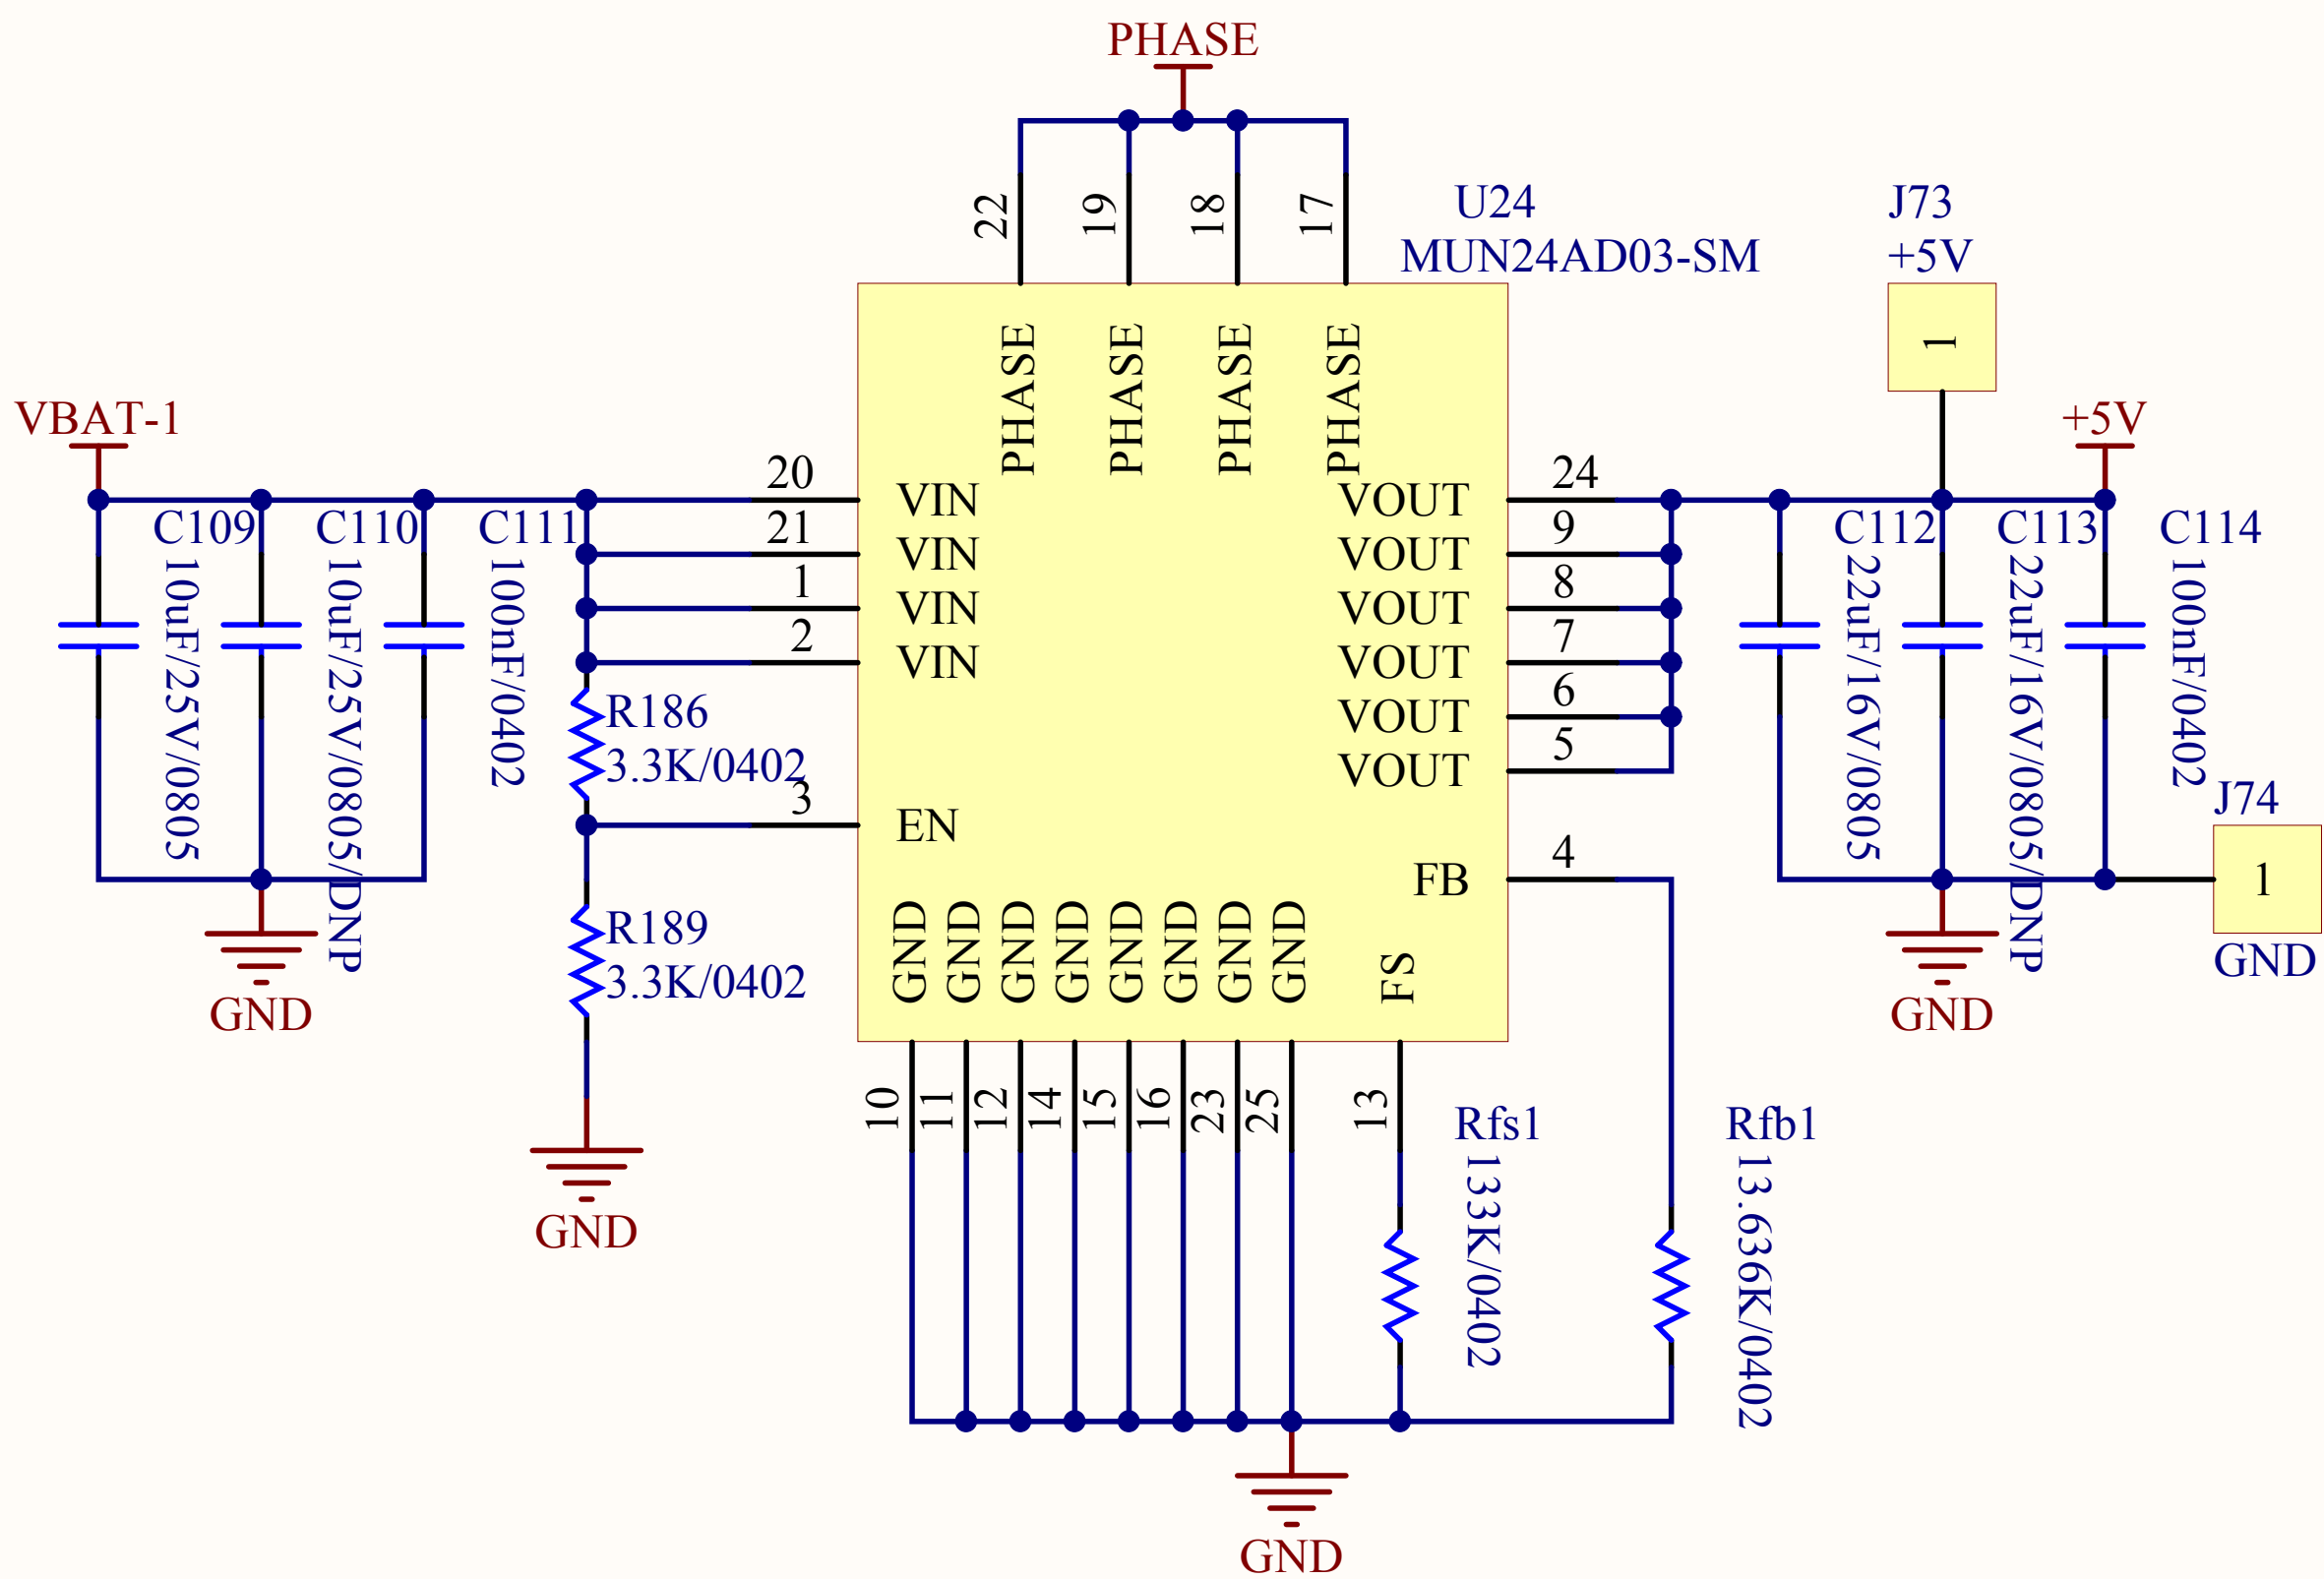 PHASE
22
19
18
17
U24
MUN24AD03-SM
J73
+5V
1
PHASE
PHASE
PHASE
PHASE
VBAT-1
+5V
20
VIN
21
VIN
1
VIN
2
VIN
3
EN
VOUT
24
VOUT
9
VOUT
8
VOUT
7
VOUT
6
VOUT
5
FB
4
C109
10uF/25V/0805
C110
10uF/25V/0805/DNP
C111
100nF/0402
R186
3.3K/0402
R189
3.3K/0402
C112
22uF/16V/0805
C113
22uF/16V/0805/DNP
C114
100nF/0402
J74
1
GND
GND
GND
GND
GND
GND
GND
GND
GND
GND
GND
GND
FS
10
11
12
14
15
16
23
25
13
Rfs1
133K/0402
Rfb1
13.636K/0402
GND
GND